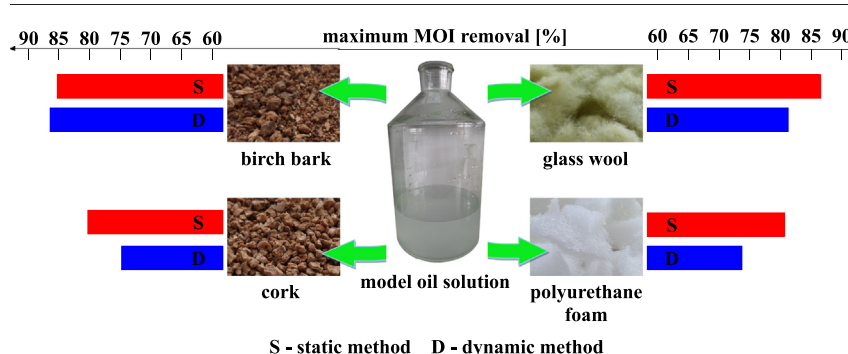 maximum MOI removal [%]
90 85 80 75 70 65 60
60 65 70 75 80 85 90
S
D
birch bark
S
D
glass wool
S
D
cork
model oil solution
S
D
polyurethane
foam
S - static method D - dynamic method